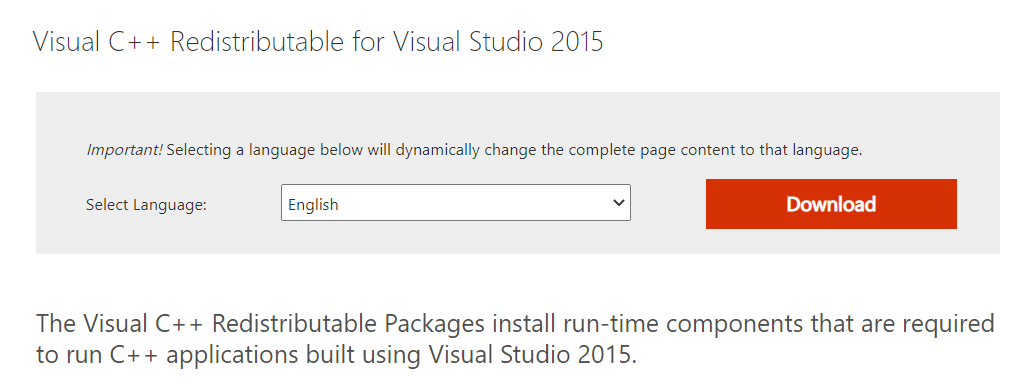 Visual C++ Redistributable for Visual Studio 2015
Important! Selecting a language below will dynamically change the complete page content to that language.
Select Language:
English
Download
The Visual C++ Redistributable Packages install run-time components that are required
to run C++ applications built using Visual Studio 2015.